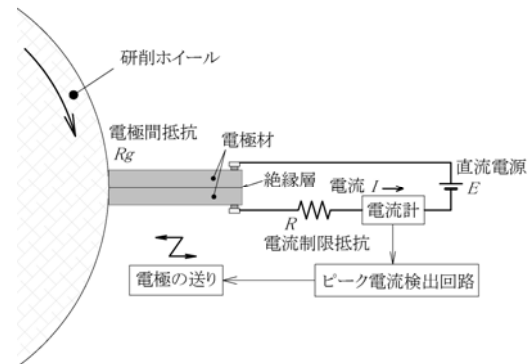 研削ホイール
電極間抵抗
Rg
電極材
絶縁層
直流電源
E
電流 I
電流計
R
電流制限抵抗
電極の送り
ピーク電流検出回路